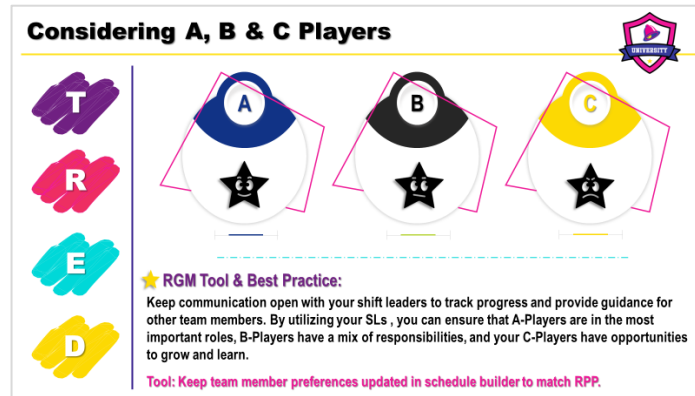 Considering A, B & C Players
UNIVERSITY
T
R
E
D
A
B
C
RGM Tool & Best Practice:
Keep communication open with your shift leaders to track progress and provide guidance for
other team members. By utilizing your SLs , you can ensure that A-Players are in the most
important roles, B-Players have a mix of responsibilities, and your C-Players have opportunities
to grow and learn.
Tool: Keep team member preferences updated in schedule builder to match RPP.